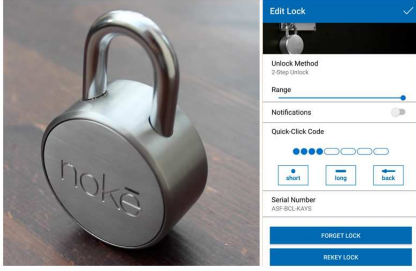 noke
Edit Lock
Unlock Method
2-Step Unlock
Range
Notifications
Quick-Click Code
short
long
back
Serial Number
ASF-BCL-KAYS
FORGET LOCK
REKEY LOCK